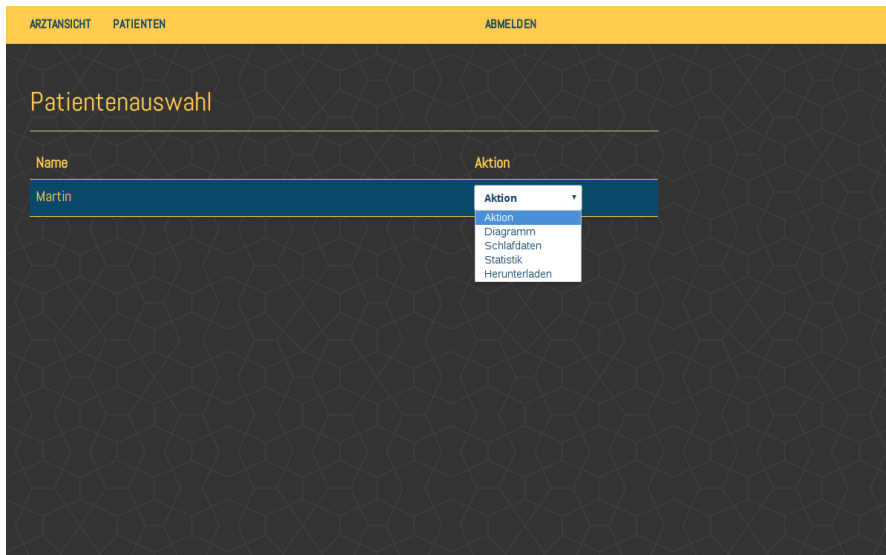 ARZTANSICHT PATIENTEN ABMELDEN
Patientenauswahl
Name Aktion
Martin Aktion
Aktion
Diagramm
Schlafdaten
Statistik
Herunterladen